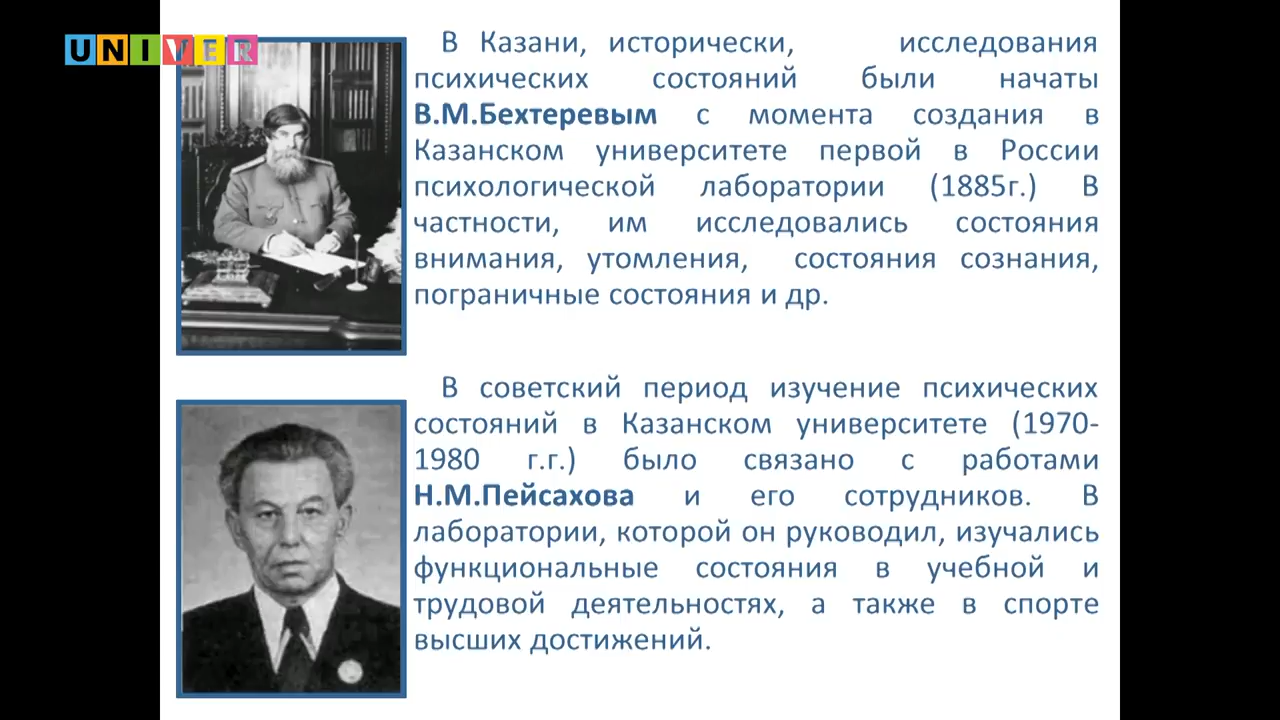 UNIVER
В Казани, исторически, исследования
психических состояний были начаты
В.М.Бехтеревым с момента создания в
Казанском университете первой в России
психологической лаборатории (1885г.) В
частности, им исследовались состояния
внимания, утомления, состояния сознания,
пограничные состояния и др.
В советский период изучение психических
состояний в Казанском университете (1970-
1980 г.г.) было связано с работами
Н.М.Пейсахова и его сотрудников. В
лаборатории, которой он руководил, изучались
функциональные состояния в учебной и
трудовой деятельностях, а также в спорте
высших достижений.